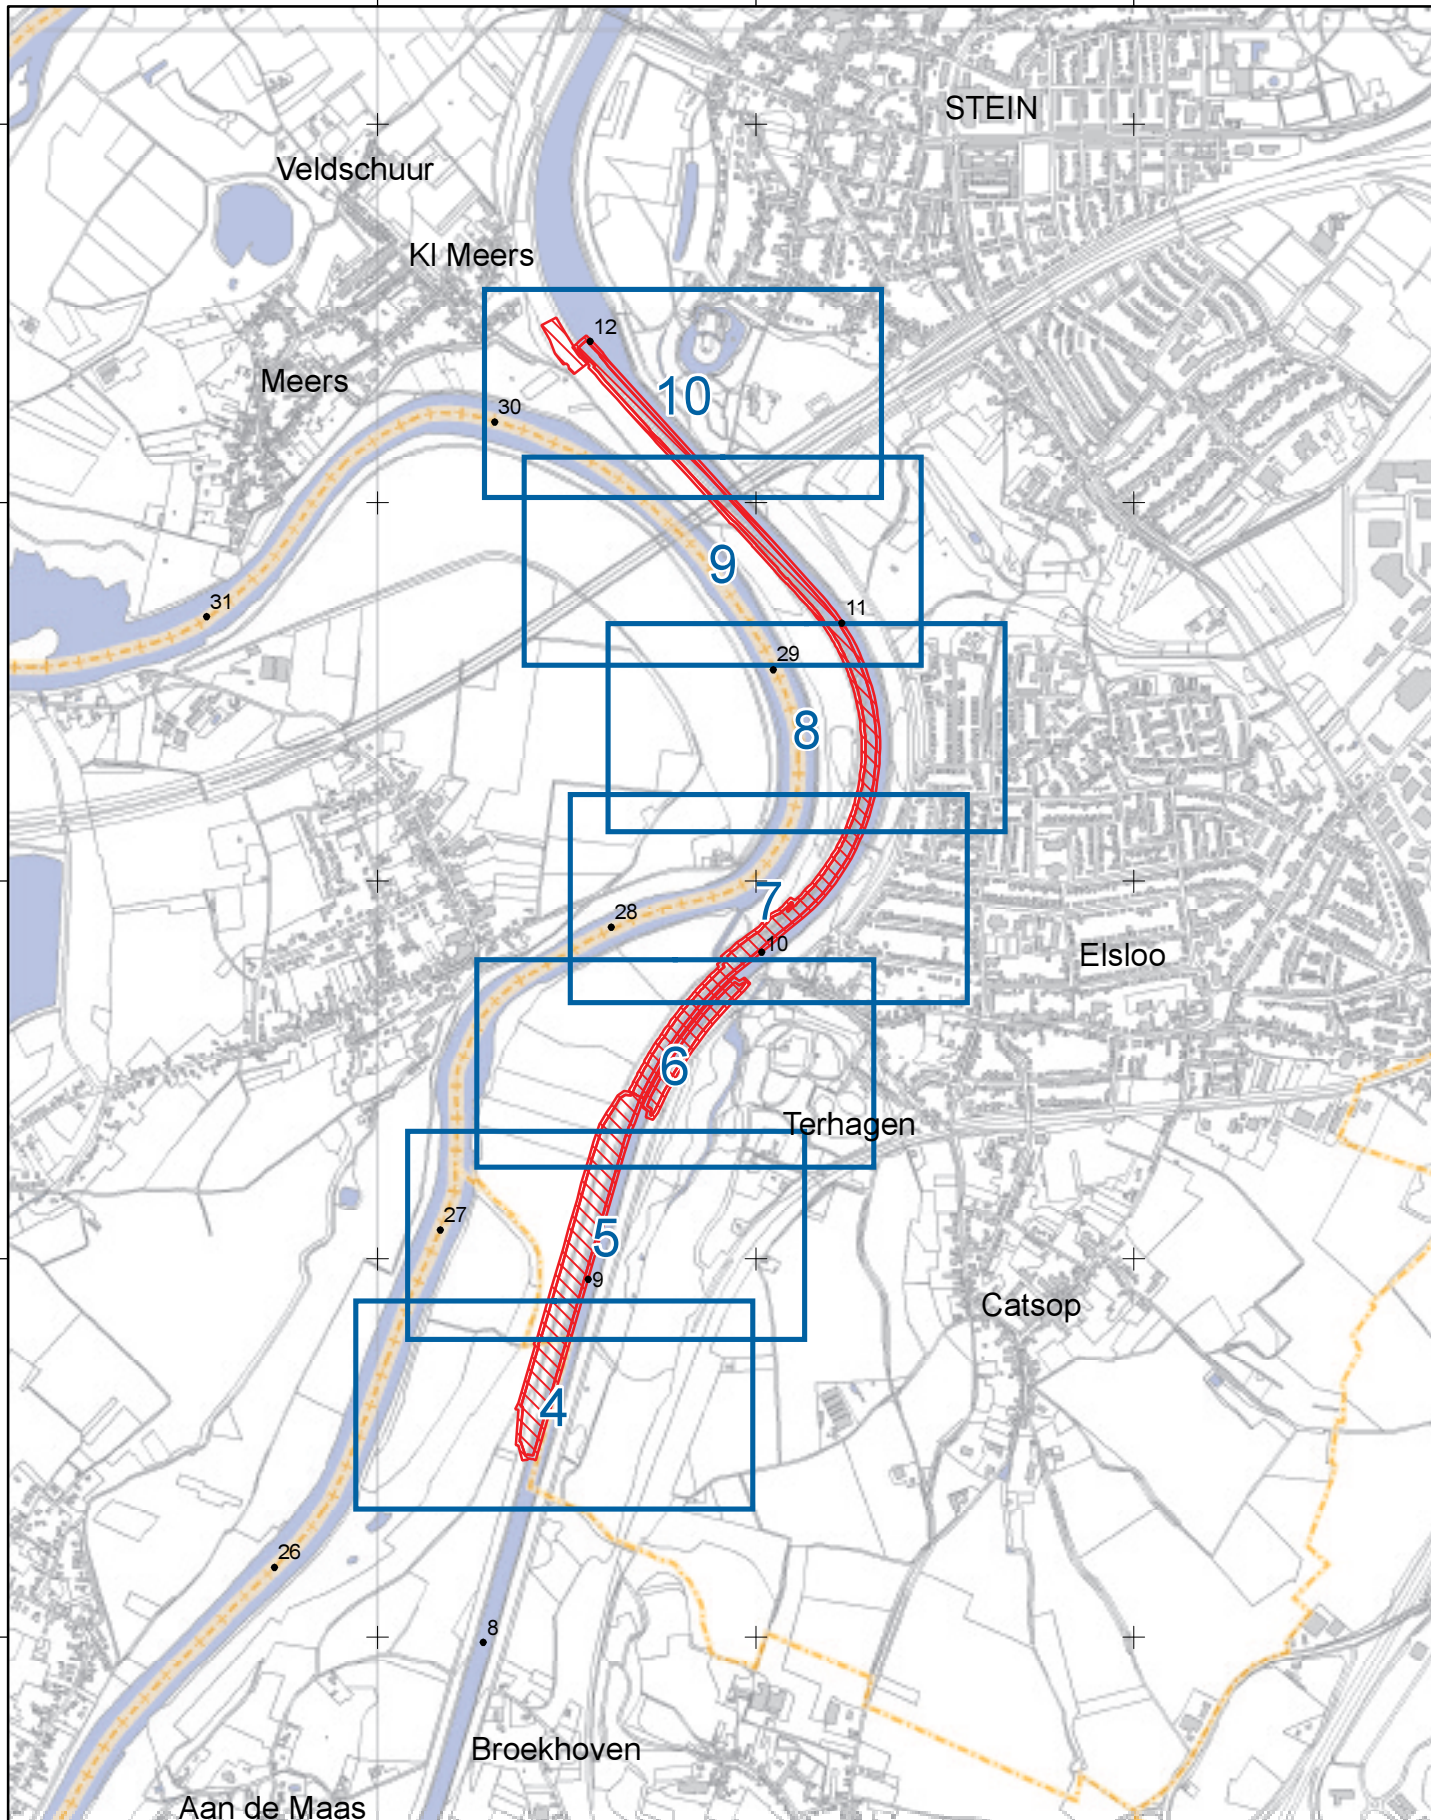 STEIN
Veldschuur
Kl Meers
12
Meers
10
30
9
31
11
29
8
7
28
10
Elsloo
6
Terhagen
27
5
9
Catsop
4
26
8
Broekhoven
Aan de Maas